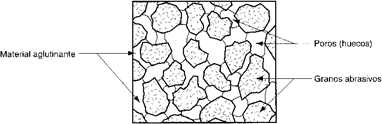 Poros (huecos)
Material aglutinante
Granos abrasivos